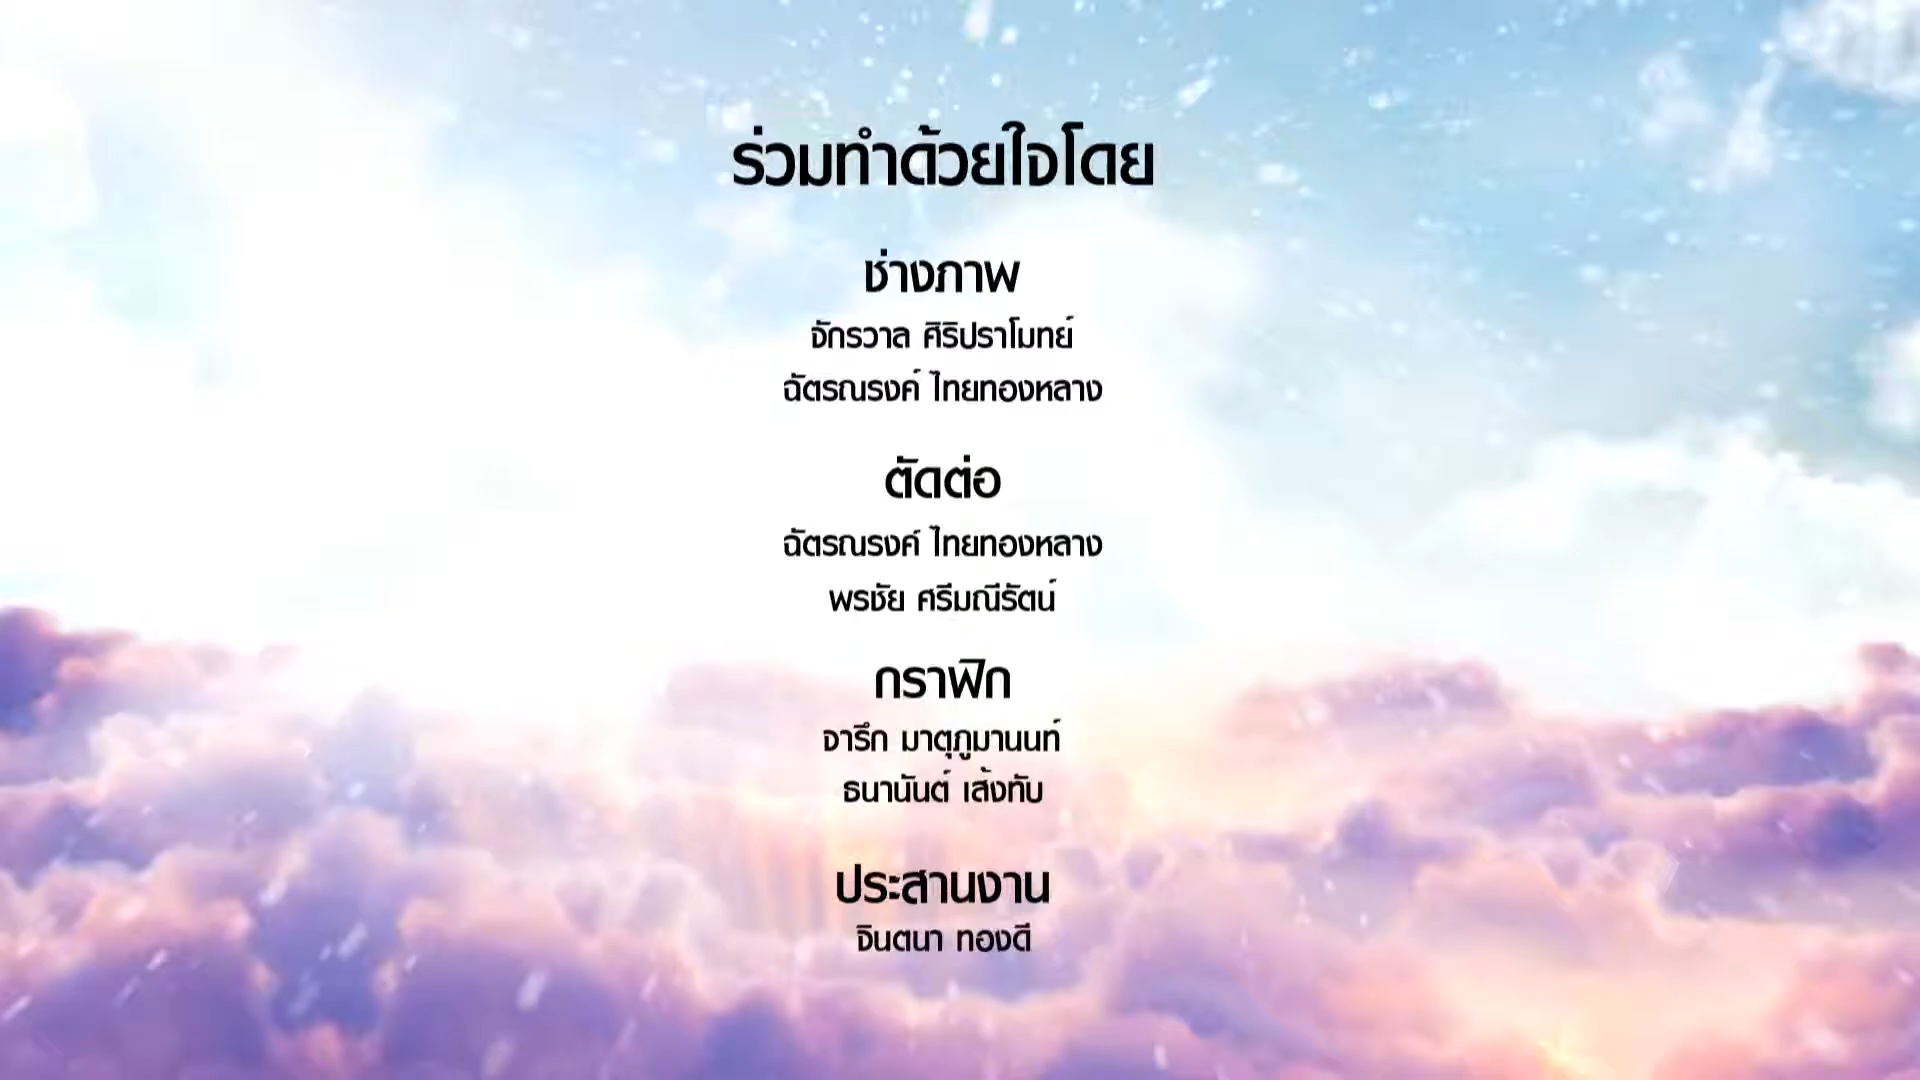 ร่วมทำด้วยใจโดย
ช่างภาพ
จักรวาล ศิริปราโมทย์
ฉัตรณรงค์ ไทยทองหลาง
ตัดต่อ
ฉัตรณรงค์ ไทยทองหลาง
พรชัย ศรีมณีรัตน์
กราฟิก
จารึก มาตุภูมานนท์
ธนานันต์ เส้งทับ
ประสานงาน
จินตนา ทองดี